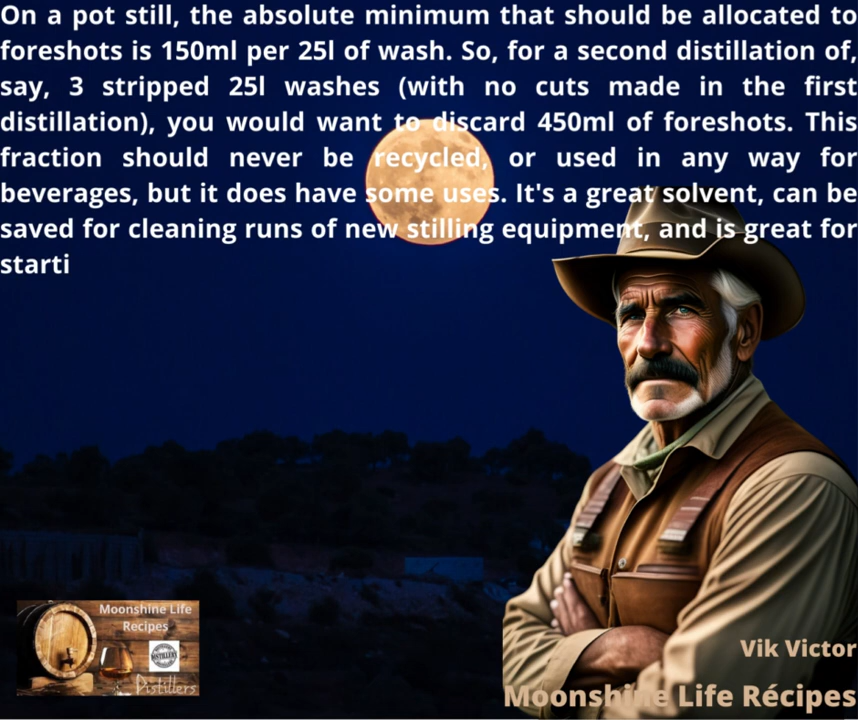 On a pot still, the absolute minimum that should be allocated to
foreshots is 150ml per 25l of wash. So, for a second distillation of,
say, 3 stripped 25l washes (with no cuts made in the first
distillation), you would want to discard 450ml of foreshots. This
fraction should never be recycled, or used in any way for
beverages, but it does have some uses. It's a great solvent, can be
saved for cleaning runs of new stilling equipment, and is great for
starti
Moonshine Life
Recipes
DISTILLERY
Distillers
Vik Victor
Moonshine Life Récipes